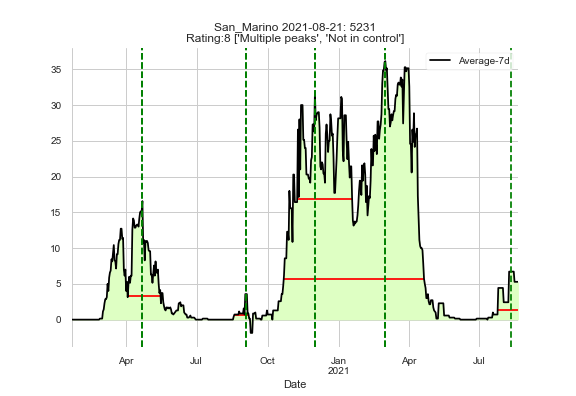 San_Marino 2021-08-21: 5231
Rating:8 ['Multiple peaks', 'Not in control']
Average-7d
35
30
25
20
15
10
5
0
Apr
Jul
Oct
Jan
2021
Apr
Jul
Date